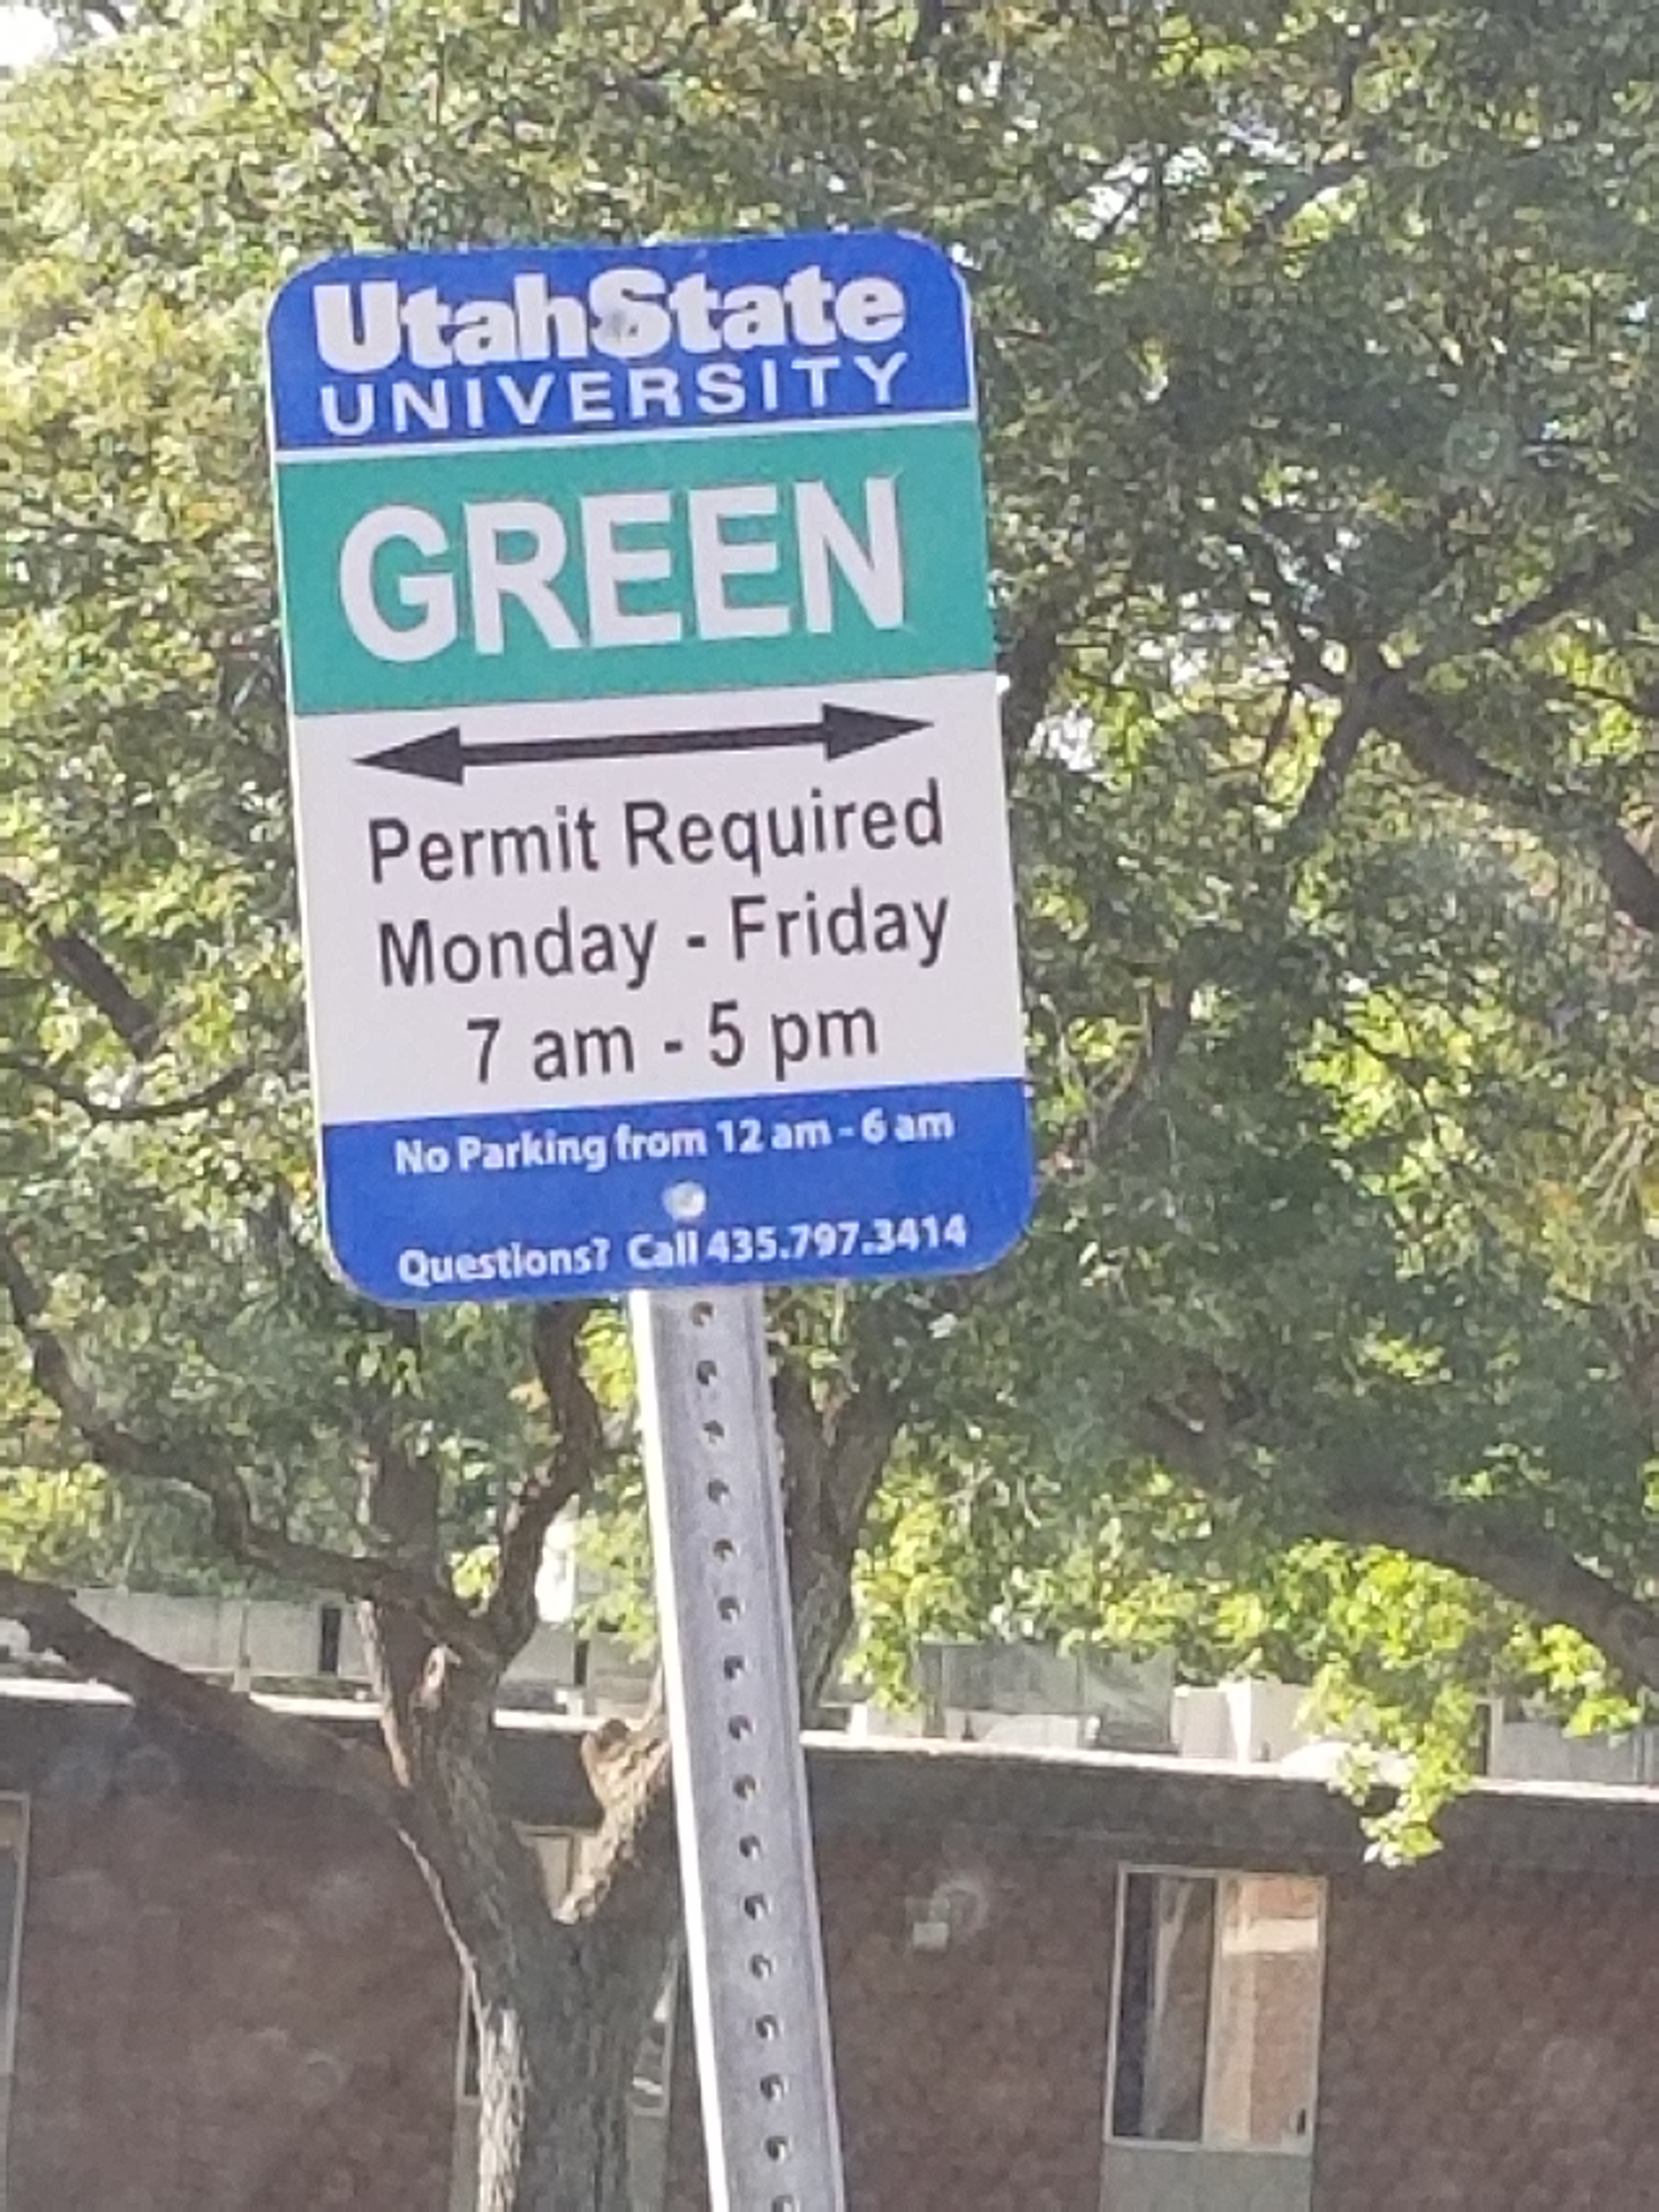 UtahState
UNIVERSITY
GREEN
Permit Required
Monday - Friday
7 am - 5 pm
No Parking from 12 am - 6 am
Questions? Call 435.797.3414